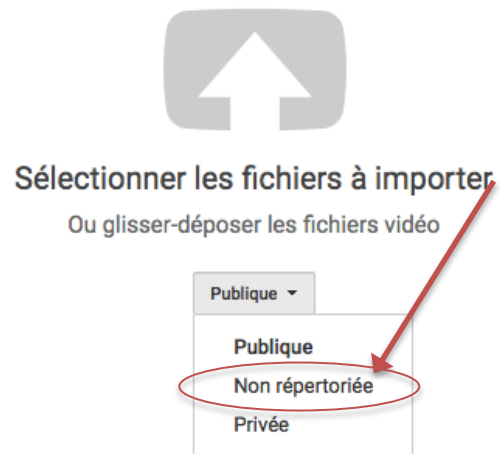 Sélectionner les fichiers à importer
Ou glisser-déposer les fichiers vidéo
Publique
Publique
Non répertoriée
Privée